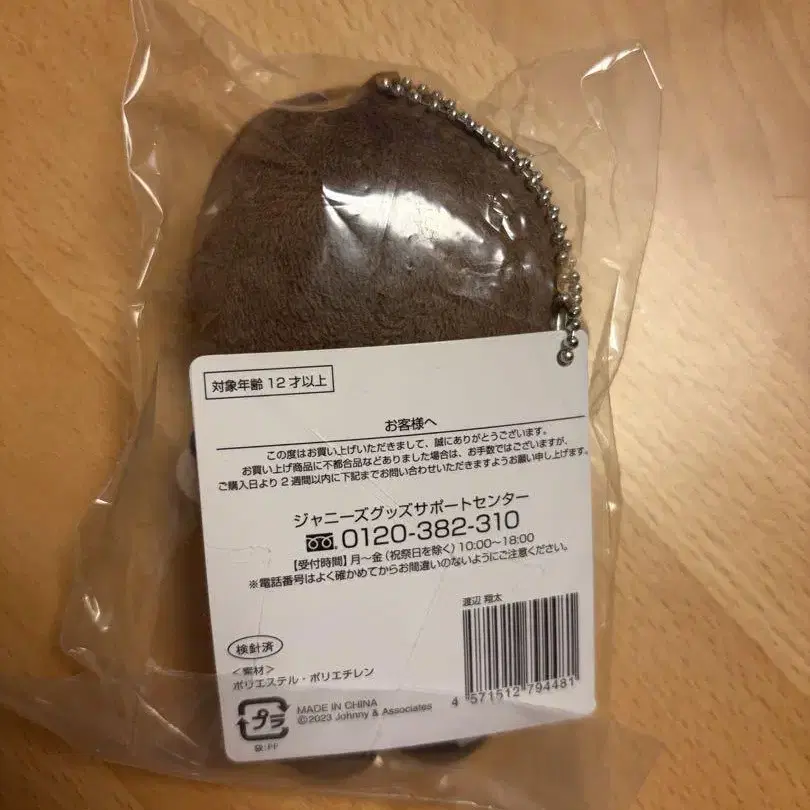 対象年齢 12才以上
お客様へ
この度はお買い上げいただきまして、誠にありがとうございます。
お買い上げ商品に不都合品などありました場合は、お手数ではございますが、
ご購入日より2週間以内に下記までお問い合わせいただきますようお願い申し上げます。
ジャニーズグッズサポートセンター
0120-382-310
【受付時間】月～金（祝祭日を除く）10:00～18:00
※電話番号はよく確かめてからお間違いのないようにご注意ください。
渡辺 翔太
検針済
＜素材＞
ポリエステル・ポリエチレン
4 571512 794481
プラ
MADE IN CHINA
©2023 Johnny & Associates
袋:PP